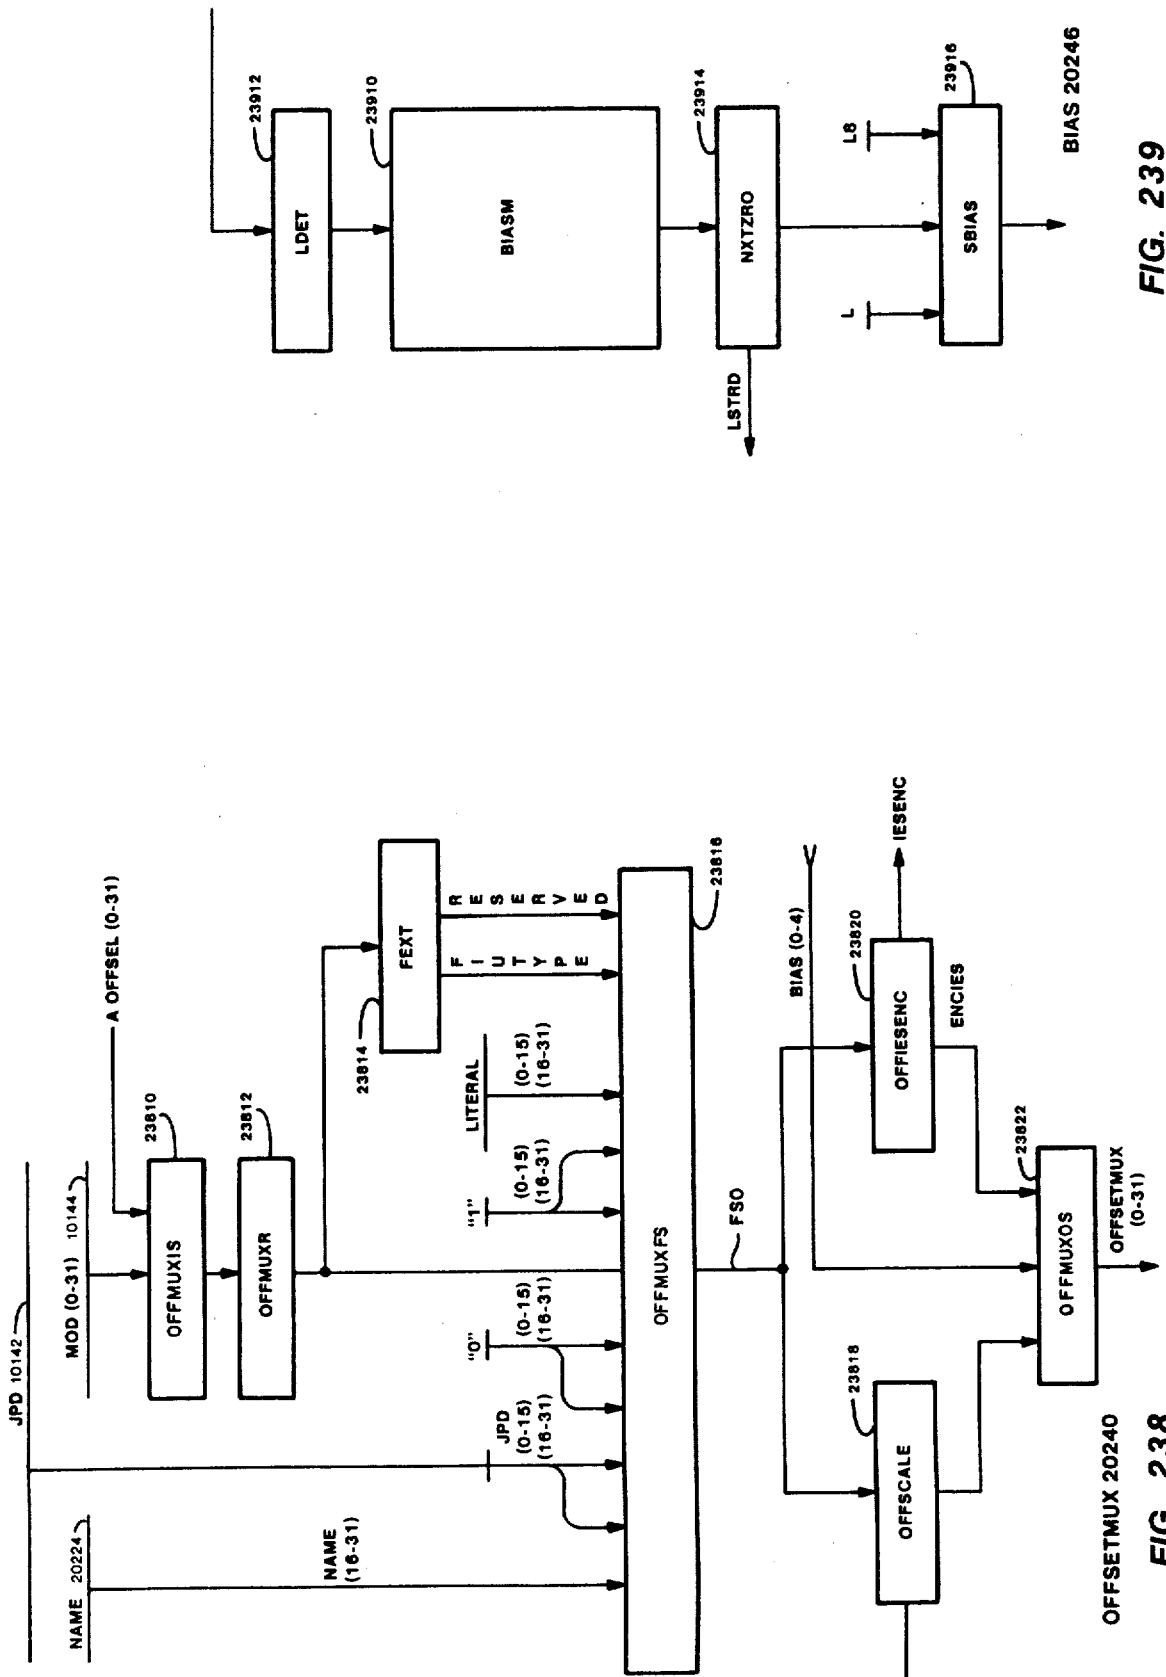 JPD 10142
NAME 20224
MOD (0-31) 10144
A OFFSEL (0-31)
OFFMUXIS
23810
OFFMUXR
23812
FEXT
23814
NAME
(16-31)
JPD
(0-15)
(16-31)
"0"
(0-15)
(16-31)
"1"
(0-15)
(16-31)
LITERAL
(0-15)
(16-31)
FIUTYPE
RESERVED
OFFMUXFS
23816
FSO
BIAS (0-4)
OFFSCALE
23818
OFFIESENC
23820
IESENC
ENCIES
OFFMUXOS
23822
OFFSETMUX
(0-31)
OFFSETMUX 20240
FIG. 238
LDET
23912
BIASM
23910
NXTZRO
23914
LSTRD
L
L8
SBIAS
23916
BIAS 20246
FIG. 239